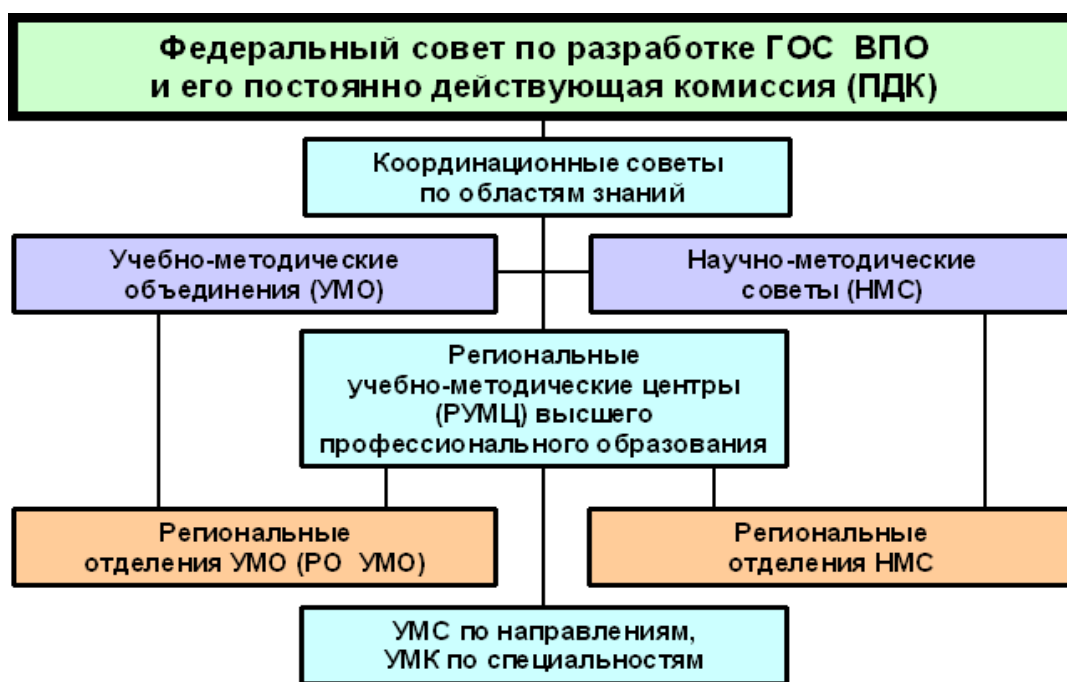 Федеральный совет по разработке ГОС ВПО
и его постоянно действующая комиссия (ПДК)
Координационные советы
по областям знаний
Учебно-методические
объединения (УМО)
Научно-методические
советы (НМС)
Региональные
учебно-методические центры
(РУМЦ) высшего
профессионального образования
Региональные
отделения УМО (РО УМО)
Региональные
отделения НМС
УМС по направлениям,
УМК по специальностям